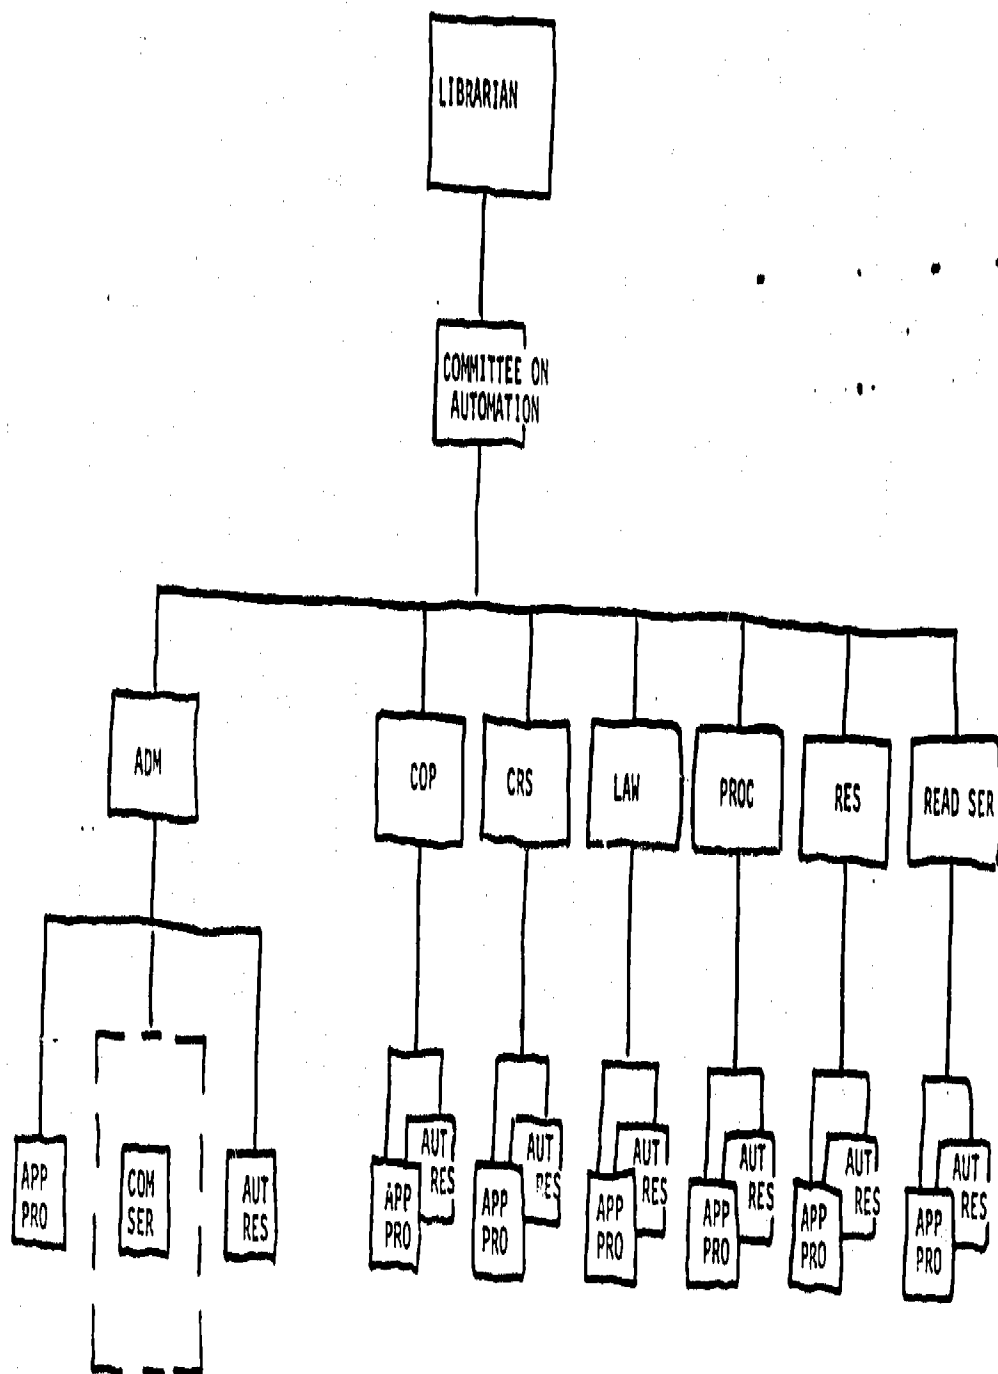 LIBRARIAN
COMMITTEE ON
AUTOMATION
ADM
COP
CRS
LAW
PROC
RES
READ SER
APP
PRO
COM
SER
AUT
RES
APP
PRO
AUT
RES
APP
PRO
AUT
RES
APP
PRO
AUT
RES
APP
PRO
AUT
RES
APP
PRO
AUT
RES
APP
PRO
AUT
RES